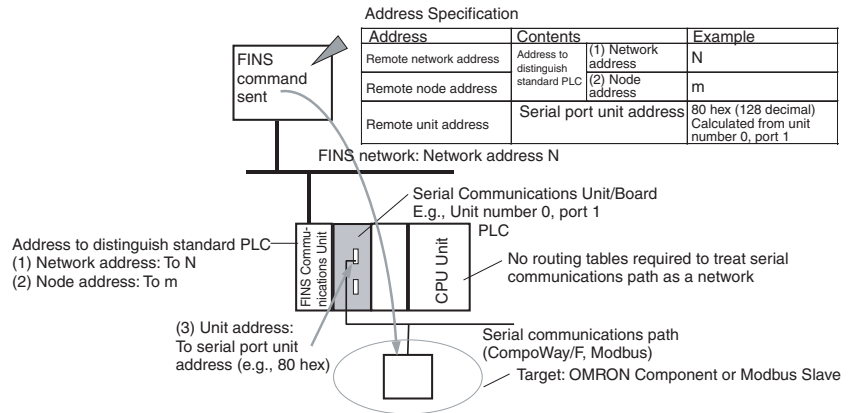 Address Specification
Address Contents Example
Remote network address
Address to
distinguish
standard PLC
(1) Network
address
N
Remote node address
(2) Node
address
m
Remote unit address
Serial port unit address
80 hex (128 decimal)
Calculated from unit
number 0, port 1
FINS
command
sent
FINS network: Network address N
Serial Communications Unit/Board
E.g., Unit number 0, port 1
PLC
Address to distinguish standard PLC
(1) Network address: To N
(2) Node address: To m
FINS Commu-
nications Unit
CPU Unit
No routing tables required to treat serial
communications path as a network
(3) Unit address:
To serial port unit
address (e.g., 80 hex)
Serial communications path
(CompoWay/F, Modbus)
Target: OMRON Component or Modbus Slave